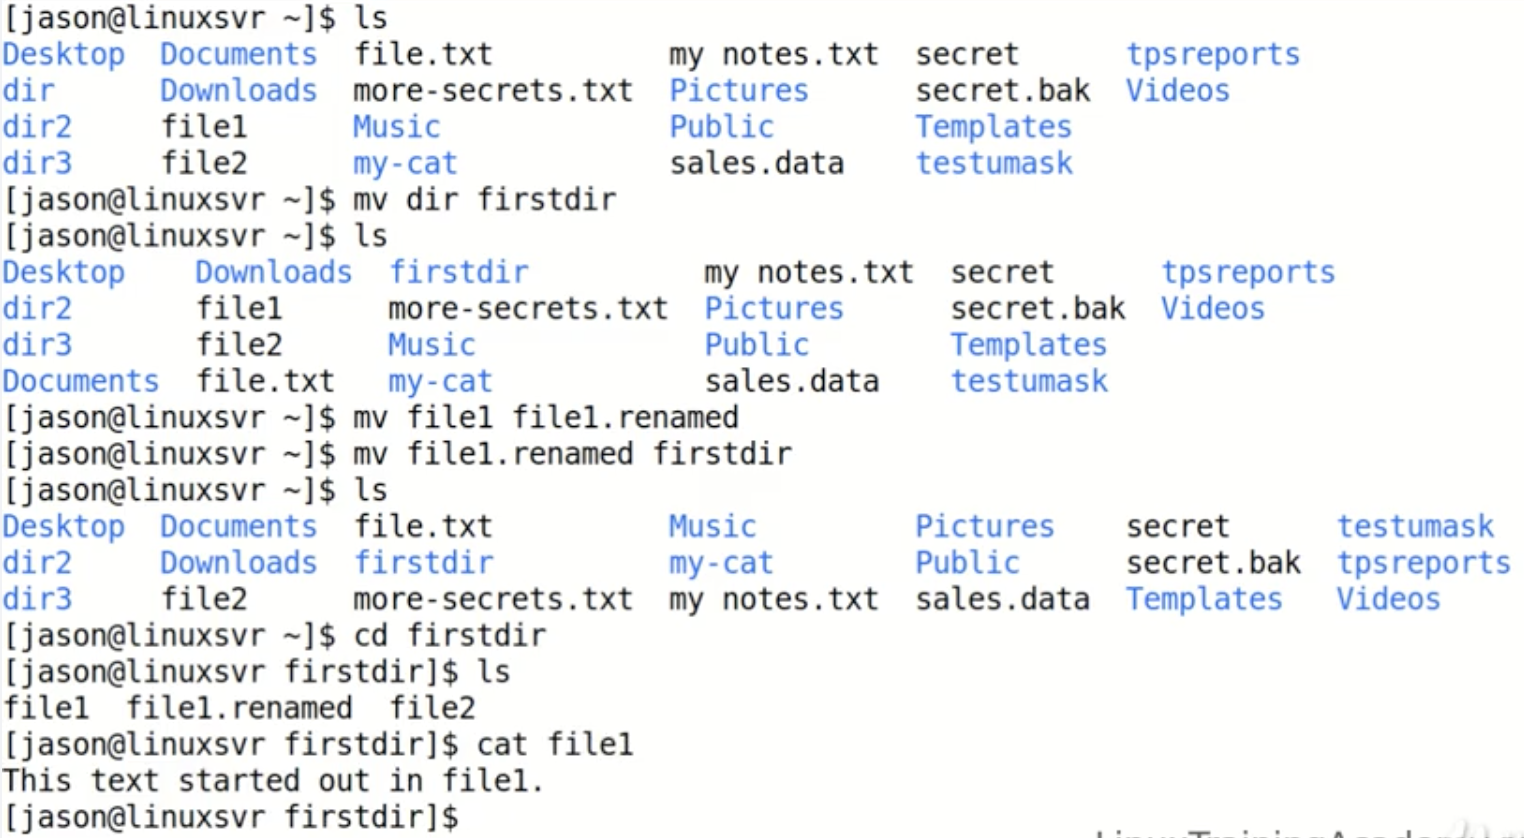 [jason@linuxsvr ~]$ ls
Desktop  Documents  file.txt          my notes.txt  secret      tpsreports
dir      Downloads  more-secrets.txt  Pictures      secret.bak  Videos
dir2     file1      Music             Public        Templates
dir3     file2      my-cat            sales.data    testumask
[jason@linuxsvr ~]$ mv dir firstdir
[jason@linuxsvr ~]$ ls
Desktop    Downloads  firstdir          my notes.txt  secret      tpsreports
dir2       file1      more-secrets.txt  Pictures      secret.bak  Videos
dir3       file2      Music             Public        Templates
Documents  file.txt   my-cat            sales.data    testumask
[jason@linuxsvr ~]$ mv file1 file1.renamed
[jason@linuxsvr ~]$ mv file1.renamed firstdir
[jason@linuxsvr ~]$ ls
Desktop  Documents  file.txt          Music         Pictures    secret      testumask
dir2     Downloads  firstdir          my-cat        Public      secret.bak  tpsreports
dir3     file2      more-secrets.txt  my notes.txt  sales.data  Templates   Videos
[jason@linuxsvr ~]$ cd firstdir
[jason@linuxsvr firstdir]$ ls
file1  file1.renamed  file2
[jason@linuxsvr firstdir]$ cat file1
This text started out in file1.
[jason@linuxsvr firstdir]$